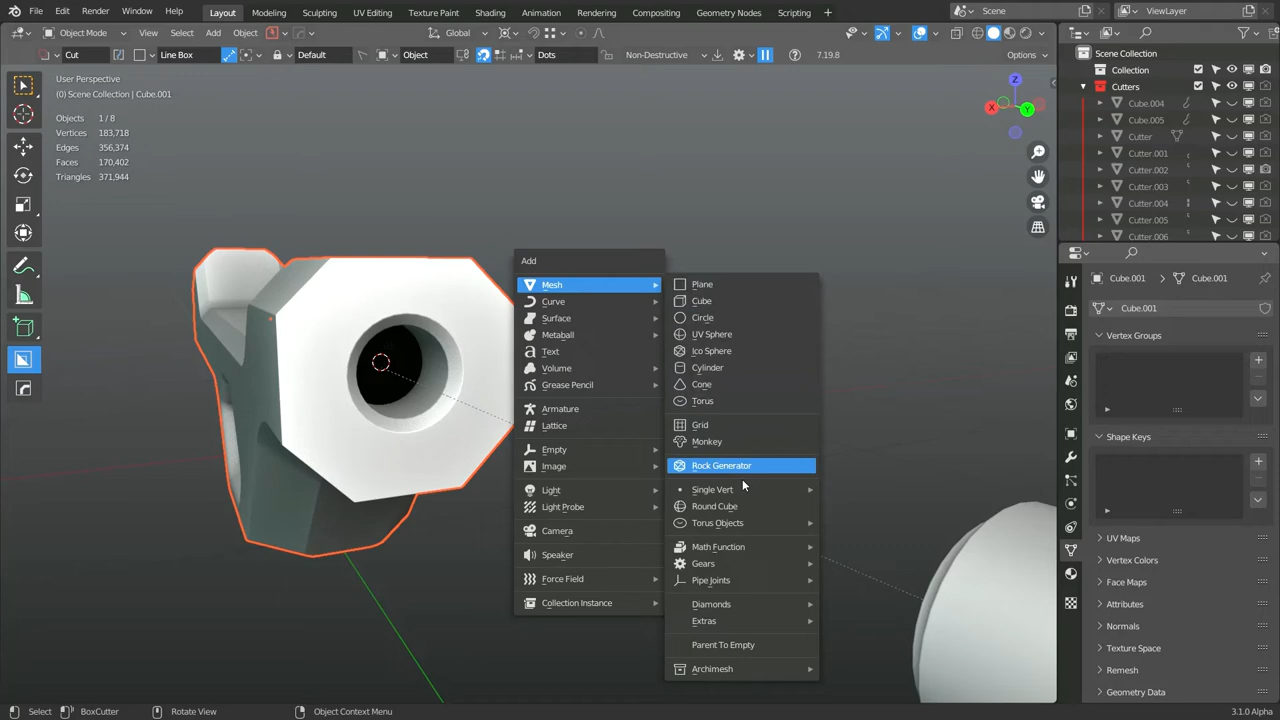 File Edit Render Window Help Layout Modeling Sculpting UV Editing Texture Paint Shading Animation Rendering Compositing Geometry Nodes Scripting + Scene ViewLayer
Object Mode View Select Add Object Global Options
Cut Line Box Default Object Dots Non-Destructive 7.19.8
User Perspective
(0) Scene Collection | Cube.001
Objects 1 / 8
Vertices 183,718
Edges 356,374
Faces 170,402
Triangles 371,944
Z
X
Y
Add
Mesh
Curve
Surface
Metaball
Text
Volume
Grease Pencil
Armature
Lattice
Empty
Image
Light
Light Probe
Camera
Speaker
Force Field
Collection Instance
Plane
Cube
Circle
UV Sphere
Ico Sphere
Cylinder
Cone
Torus
Grid
Monkey
Rock Generator
Single Vert
Round Cube
Torus Objects
Math Function
Gears
Pipe Joints
Diamonds
Extras
Parent To Empty
Archimesh
Scene Collection
Collection
Cutters
Cube.004
Cube.005
Cutter
Cutter.001
Cutter.002
Cutter.003
Cutter.004
Cutter.005
Cutter.006
Cube.001 Cube.001
Cube.001
Vertex Groups
Shape Keys
UV Maps
Vertex Colors
Face Maps
Attributes
Normals
Texture Space
Remesh
Geometry Data
Select BoxCutter Rotate View Object Context Menu 3.1.0 Alpha